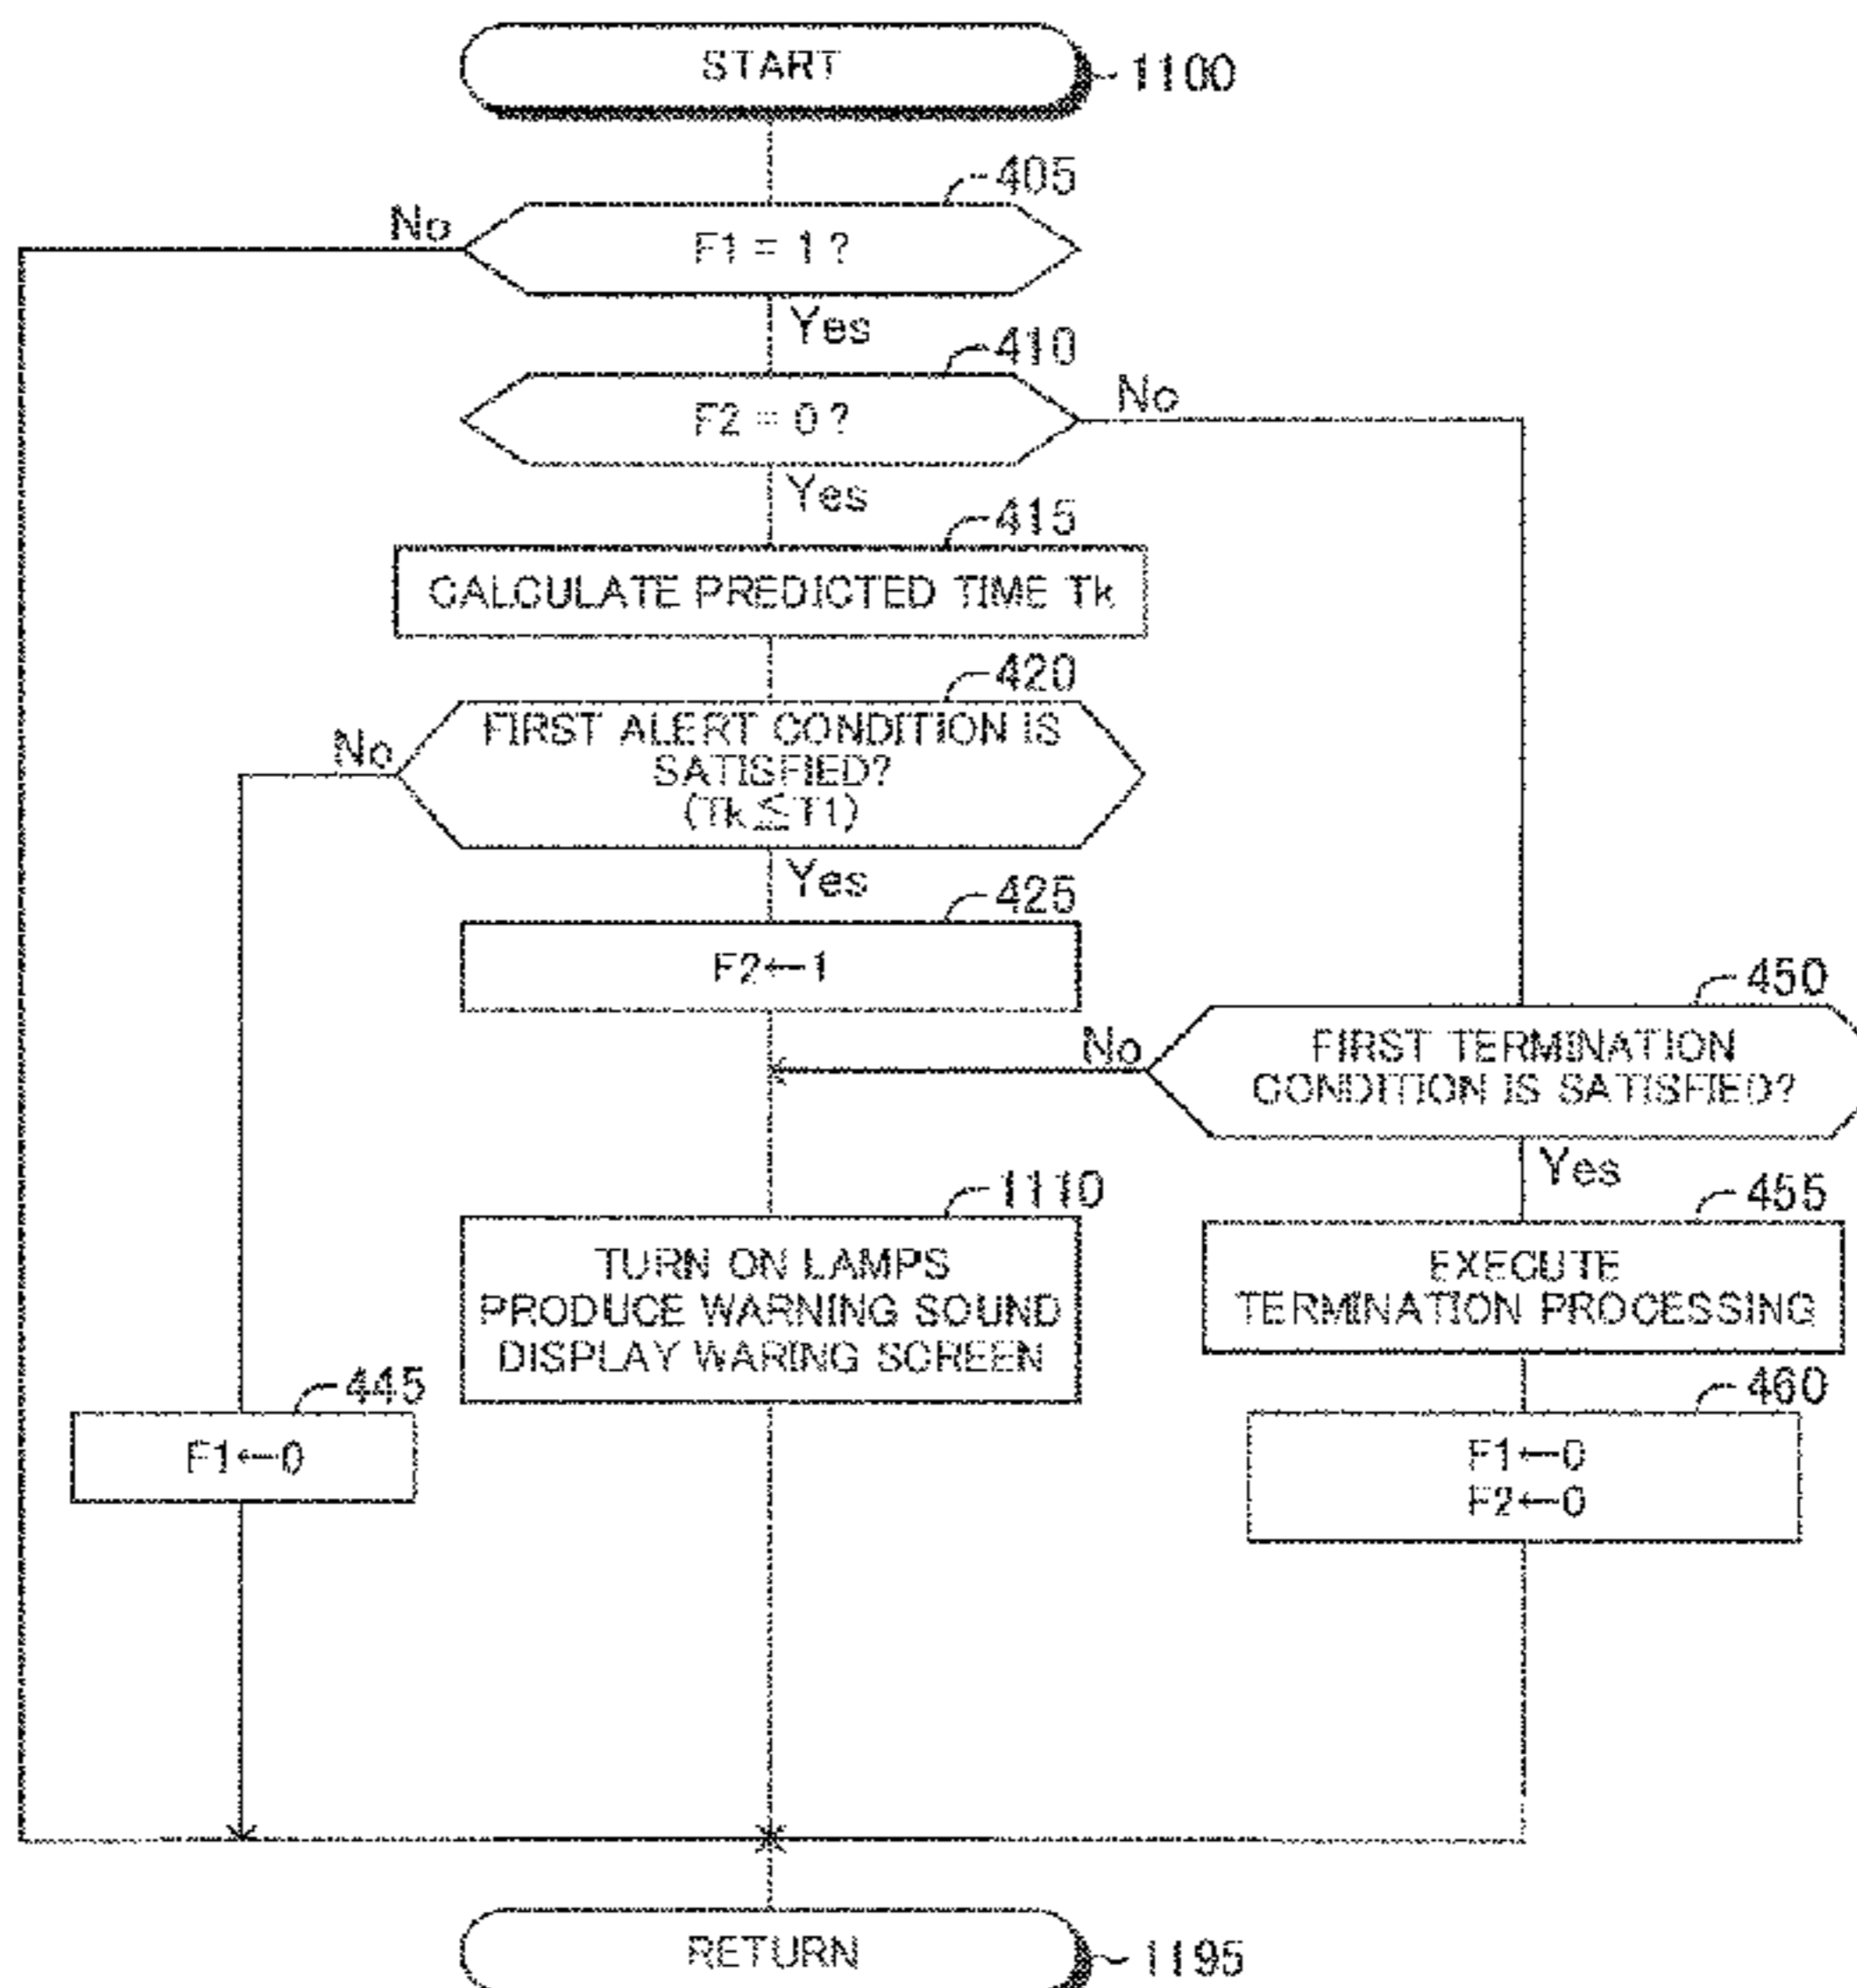 START
1100
405
No
F1 = 1 ?
Yes
410
No
F2 = 0 ?
Yes
415
CALCULATE PREDICTED TIME Tk
420
No
FIRST ALERT CONDITION IS
SATISFIED?
(Tk≦T1)
Yes
425
F2←1
450
No
FIRST TERMINATION
CONDITION IS SATISFIED?
Yes
1110
455
TURN ON LAMPS
PRODUCE WARNING SOUND
DISPLAY WARING SCREEN
EXECUTE
TERMINATION PROCESSING
445
460
F1←0
F1←0
F2←0
RETURN
1195